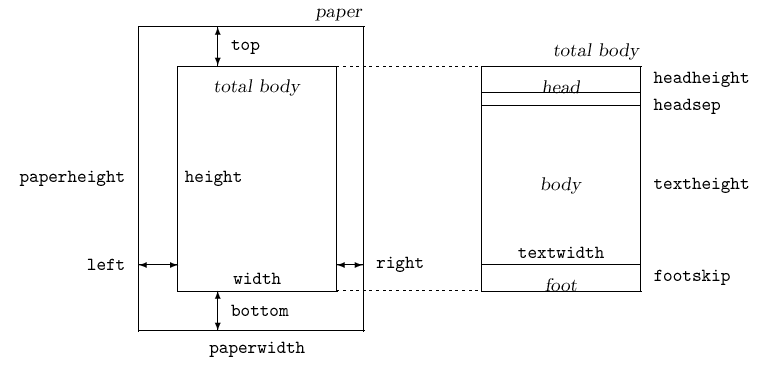 paper
top
total body
total body
head
headheight
headsep
paperheight
height
body
textheight
left
right
textwidth
width
foot
footskip
bottom
paperwidth